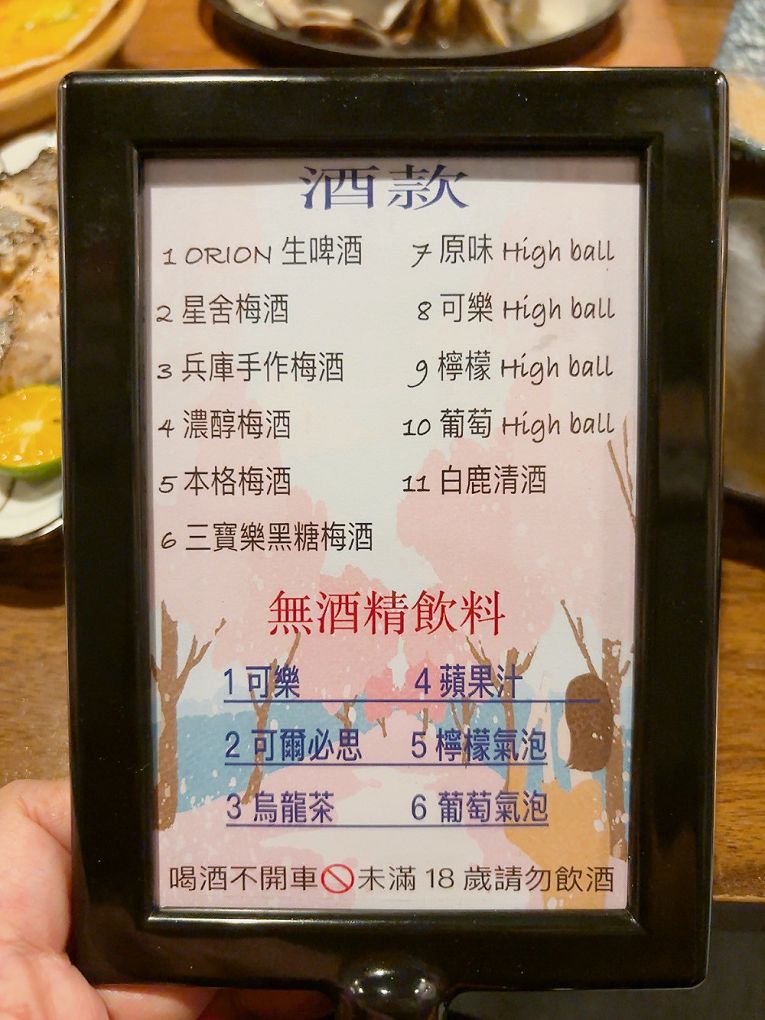 酒款
1 ORION 生啤酒
2 星舍梅酒
3 兵庫手作梅酒
4 濃醇梅酒
5 本格梅酒
6 三寶樂黑糖梅酒
7 原味 High ball
8 可樂 High ball
9 檸檬 High ball
10 葡萄 High ball
11 白鹿清酒
無酒精飲料
1 可樂
2 可爾必思
3 烏龍茶
4 蘋果汁
5 檸檬氣泡
6 葡萄氣泡
喝酒不開車🚫未滿 18 歲請勿飲酒